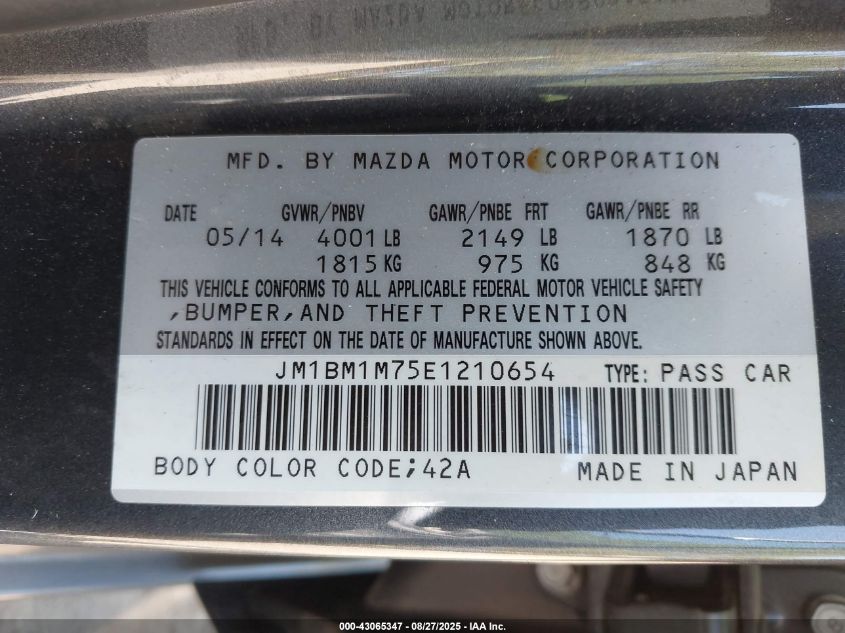 MFD. BY MAZDA MOTOR CORPORATION
DATE GVWR/PNBV GAWR/PNBE FRT GAWR/PNBE RR
05/14 4001 LB 2149 LB 1870 LB
1815 KG 975 KG 848 KG
THIS VEHICLE CONFORMS TO ALL APPLICABLE FEDERAL MOTOR VEHICLE SAFETY
,BUMPER,AND THEFT PREVENTION
STANDARDS IN EFFECT ON THE DATE OF MANUFACTURE SHOWN ABOVE.
JM1BM1M75E1210654 TYPE: PASS CAR
BODY COLOR CODE;42A MADE IN JAPAN
000-43065347 - 08/27/2025 - IAA Inc.